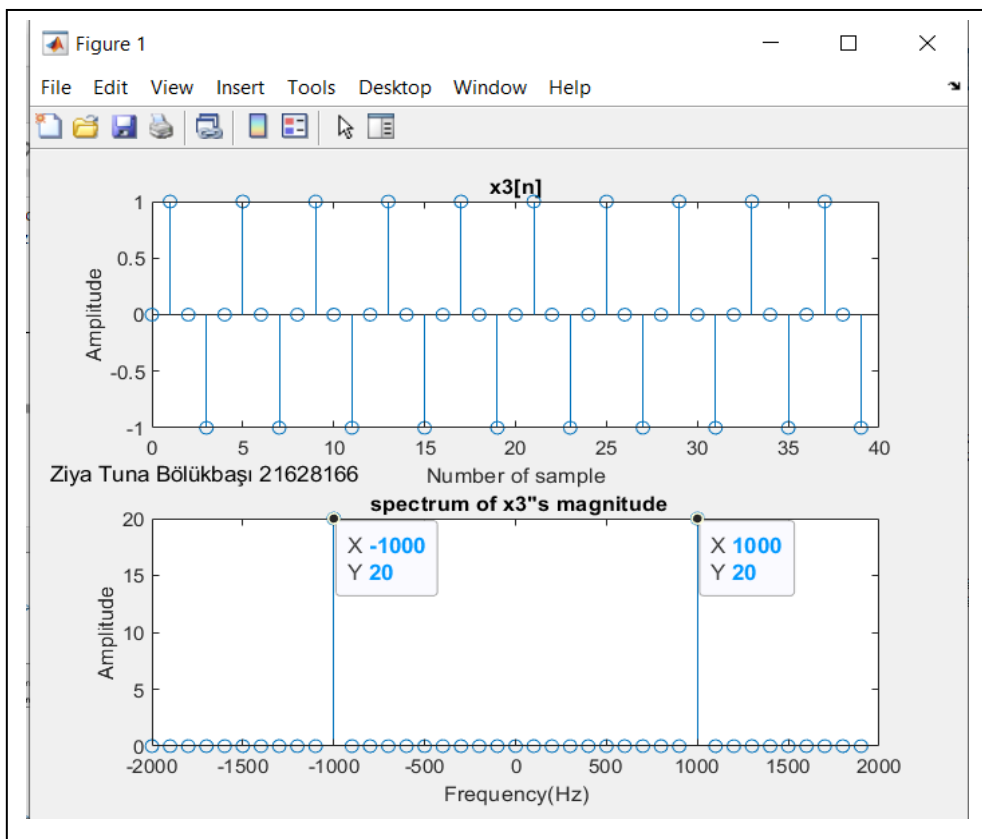 Figure 1
File Edit View Insert Tools Desktop Window Help
x3[n]
1
0.5
0
-0.5
-1
Amplitude
0 5 10 15 20 25 30 35 40
Ziya Tuna Bölükbaşı 21628166
Number of sample
spectrum of x3"s magnitude
20
15
10
5
0
Amplitude
X -1000
Y 20
X 1000
Y 20
-2000 -1500 -1000 -500 0 500 1000 1500 2000
Frequency(Hz)